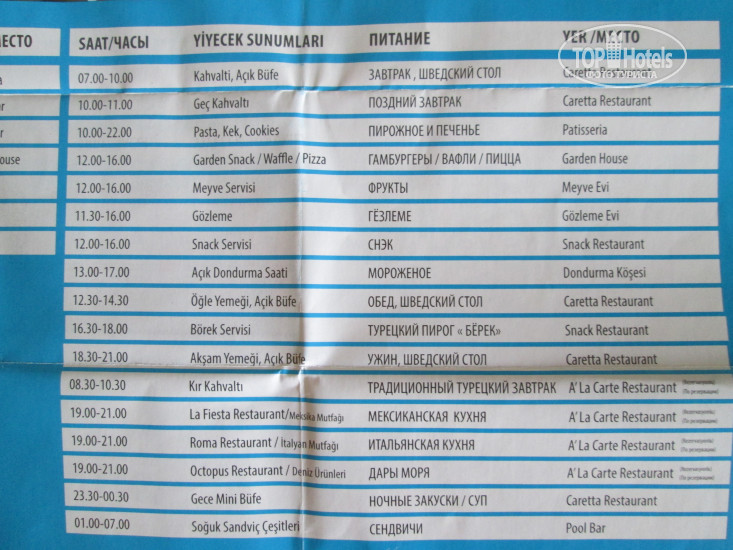 ЕСТО
SAAT/ЧАСЫ YİYECEK SUNUMLARI ПИТАНИЕ YER /МЕСТО
TOP Hotels
07.00-10.00 Kahvaltı, Açık Büfe ЗАВТРАК , ШВЕДСКИЙ СТОЛ Caretta Restaurant
10.00-11.00 Geç Kahvaltı ПОЗДНИЙ ЗАВТРАК Caretta Restaurant
10.00-22.00 Pasta, Kek, Cookies ПИРОЖНОЕ И ПЕЧЕНЬЕ Patisseria
ouse 12.00-16.00 Garden Snack / Waffle / Pizza ГАМБУРГЕРЫ / ВАФЛИ / ПИЦЦА Garden House
12.00-16.00 Meyve Servisi ФРУКТЫ Meyve Evi
11.30-16.00 Gözleme ГЁЗЛЕМЕ Gözleme Evi
12.00-16.00 Snack Servisi СНЭК Snack Restaurant
13.00-17.00 Açık Dondurma Saati МОРОЖЕНОЕ Dondurma Köşesi
12.30-14.30 Öğle Yemeği, Açık Büfe ОБЕД, ШВЕДСКИЙ СТОЛ Caretta Restaurant
16.30-18.00 Börek Servisi ТУРЕЦКИЙ ПИРОГ « БЁРЕК» Snack Restaurant
18.30-21.00 Akşam Yemeği, Açık Büfe УЖИН, ШВЕДСКИЙ СТОЛ Caretta Restaurant
08.30-10.30 Kır Kahvaltı ТРАДИЦИОННЫЙ ТУРЕЦКИЙ ЗАВТРАК A' La Carte Restaurant
19.00-21.00 La Fiesta Restaurant/Meksika Mutfağı МЕКСИКАНСКАЯ КУХНЯ A' La Carte Restaurant
19.00-21.00 Roma Restaurant / İtalyan Mutfağı ИТАЛЬЯНСКАЯ КУХНЯ A' La Carte Restaurant
19.00-21.00 Octopus Restaurant / Deniz Ürünleri ДАРЫ МОРЯ A' La Carte Restaurant
23.30-00.30 Gece Mini Büfe НОЧНЫЕ ЗАКУСКИ / СУП Caretta Restaurant
01.00-07.00 Soğuk Sandviç Çeşitleri СЕНДВИЧИ Pool Bar